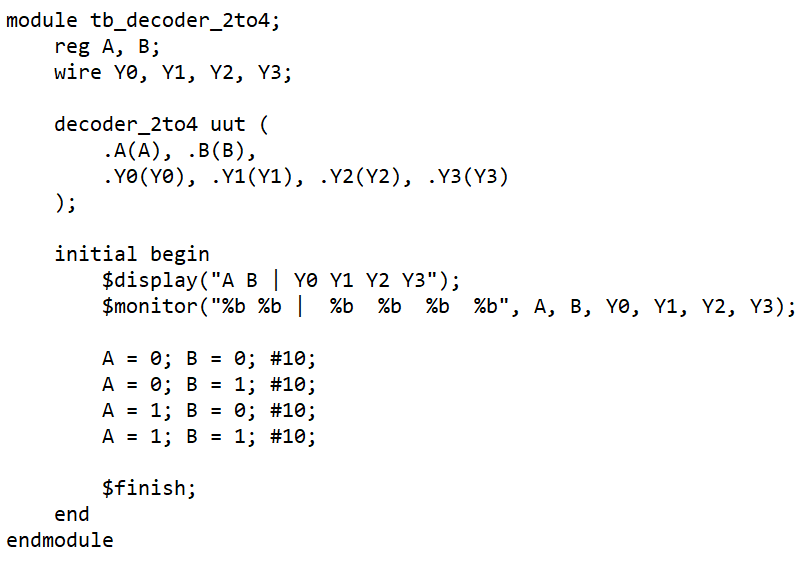 module tb_decoder_2to4;
    reg A, B;
    wire Y0, Y1, Y2, Y3;

    decoder_2to4 uut (
        .A(A), .B(B),
        .Y0(Y0), .Y1(Y1), .Y2(Y2), .Y3(Y3)
    );

    initial begin
        $display("A B | Y0 Y1 Y2 Y3");
        $monitor("%b %b |  %b  %b  %b  %b", A, B, Y0, Y1, Y2, Y3);

        A = 0; B = 0; #10;
        A = 0; B = 1; #10;
        A = 1; B = 0; #10;
        A = 1; B = 1; #10;

        $finish;
    end
endmodule